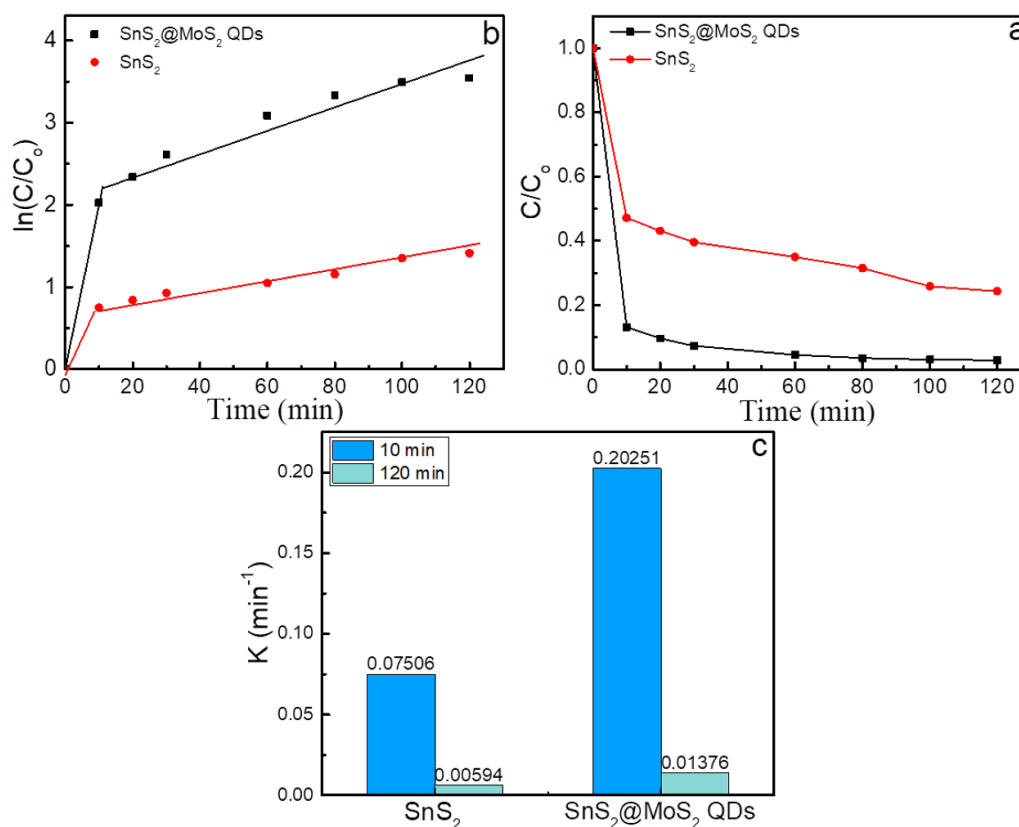 b
SnS₂@MoS₂ QDs
SnS₂
ln(C/Cₒ)
4
3
2
1
0
0 20 40 60 80 100 120
Time (min)
a
SnS₂@MoS₂ QDs
SnS₂
C/Cₒ
1.0
0.8
0.6
0.4
0.2
0.0
0 20 40 60 80 100 120
Time (min)
c
10 min
120 min
K (min⁻¹)
0.20
0.15
0.10
0.05
0.00
0.07506
0.00594
0.20251
0.01376
SnS₂ SnS₂@MoS₂ QDs